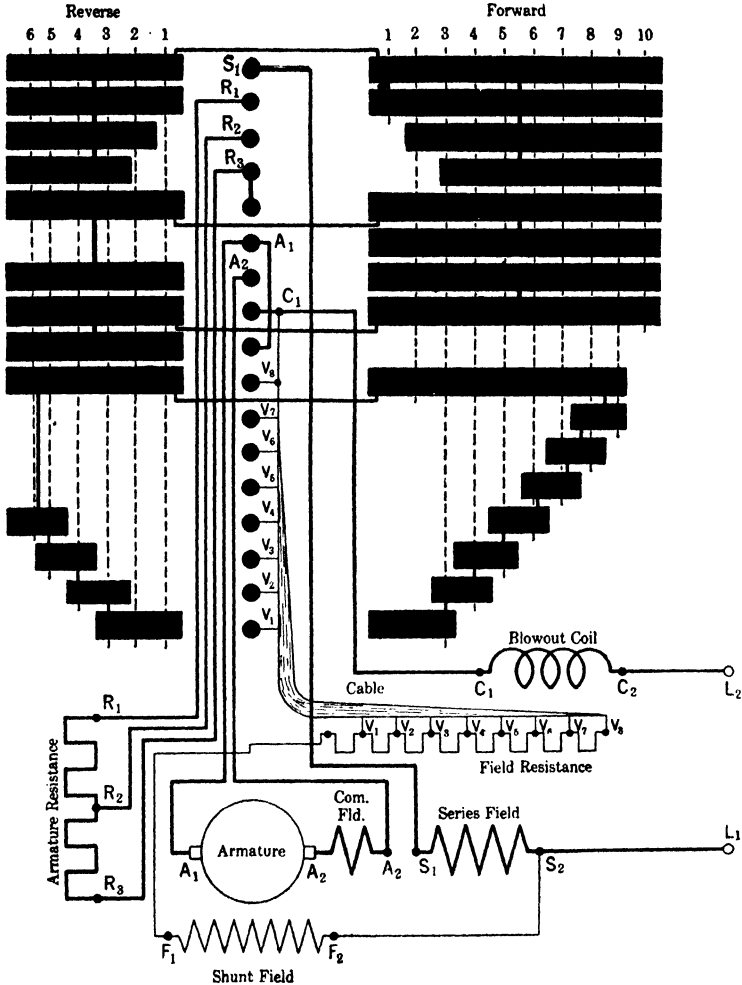 Reverse
Forward
6 5 4 3 2 1
1 2 3 4 5 6 7 8 9 10
S1
R1
R2
R3
A1
A2
C1
V8
V7
V6
V5
V4
V3
V2
V1
Blowout Coil
C1
C2
L2
Cable
V1 V2 V3 V4 V5 V6 V7 V8
Field Resistance
R1
R2
R3
Armature Resistance
Com.
Fld.
Series Field
Armature
A1
A2
A2
S1
S2
L1
F1
F2
Shunt Field